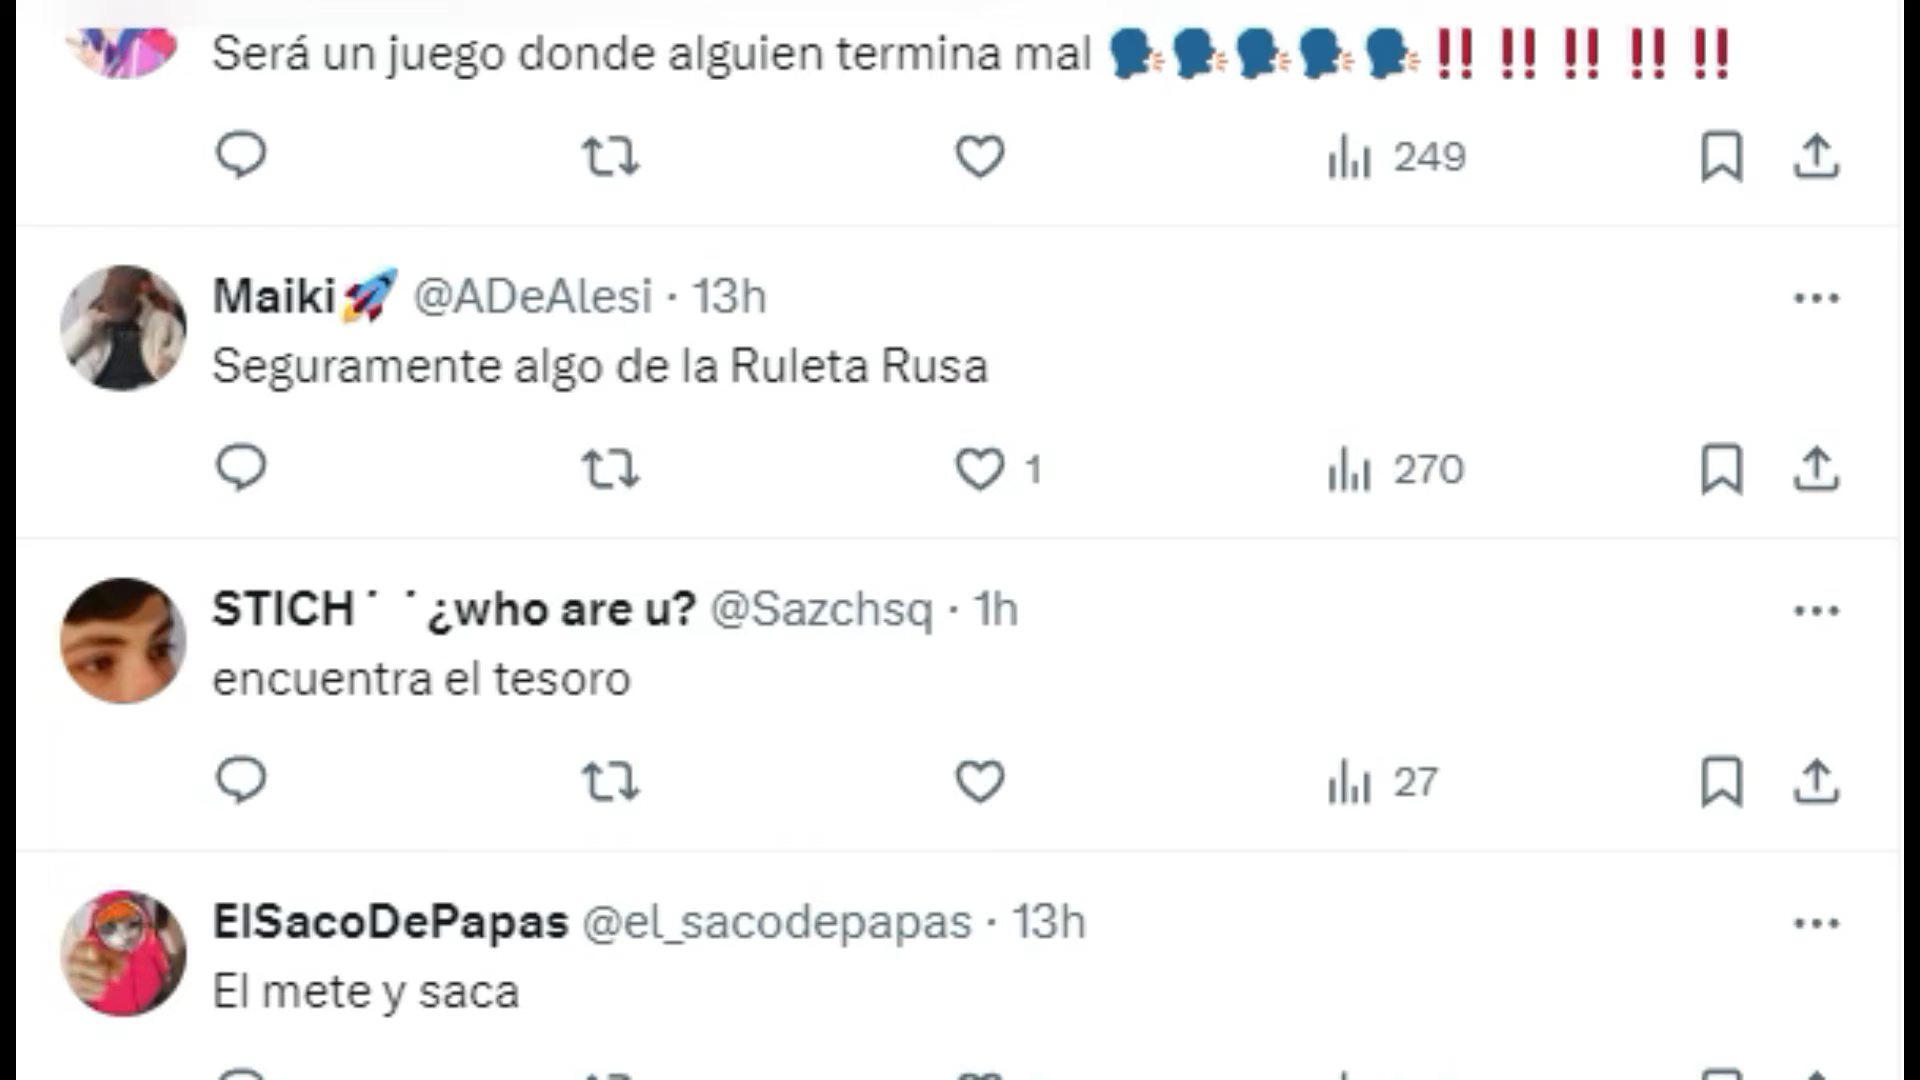 Será un juego donde alguien termina mal 🗣️🗣️🗣️🗣️🗣️‼️‼️‼️‼️‼️
249
Maiki🚀 @ADeAlesi · 13h
Seguramente algo de la Ruleta Rusa
1 270
STICH˙ ˙¿who are u? @Sazchsq · 1h
encuentra el tesoro
27
ElSacoDePapas @el_sacodepapas · 13h
El mete y saca